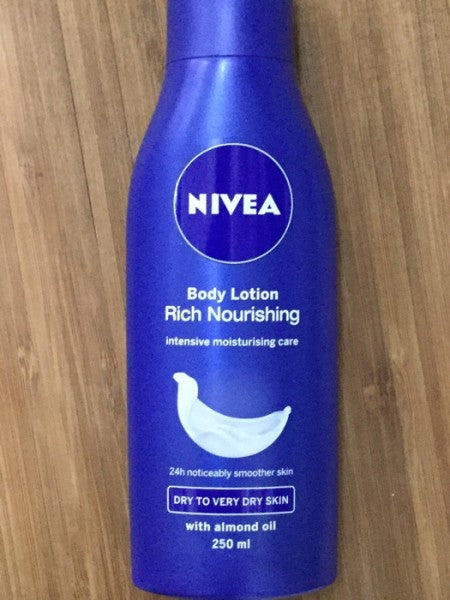 NIVEA
Body Lotion
Rich Nourishing
intensive moisturising care
24h noticeably smoother skin
DRY TO VERY DRY SKIN
with almond oil
250 ml